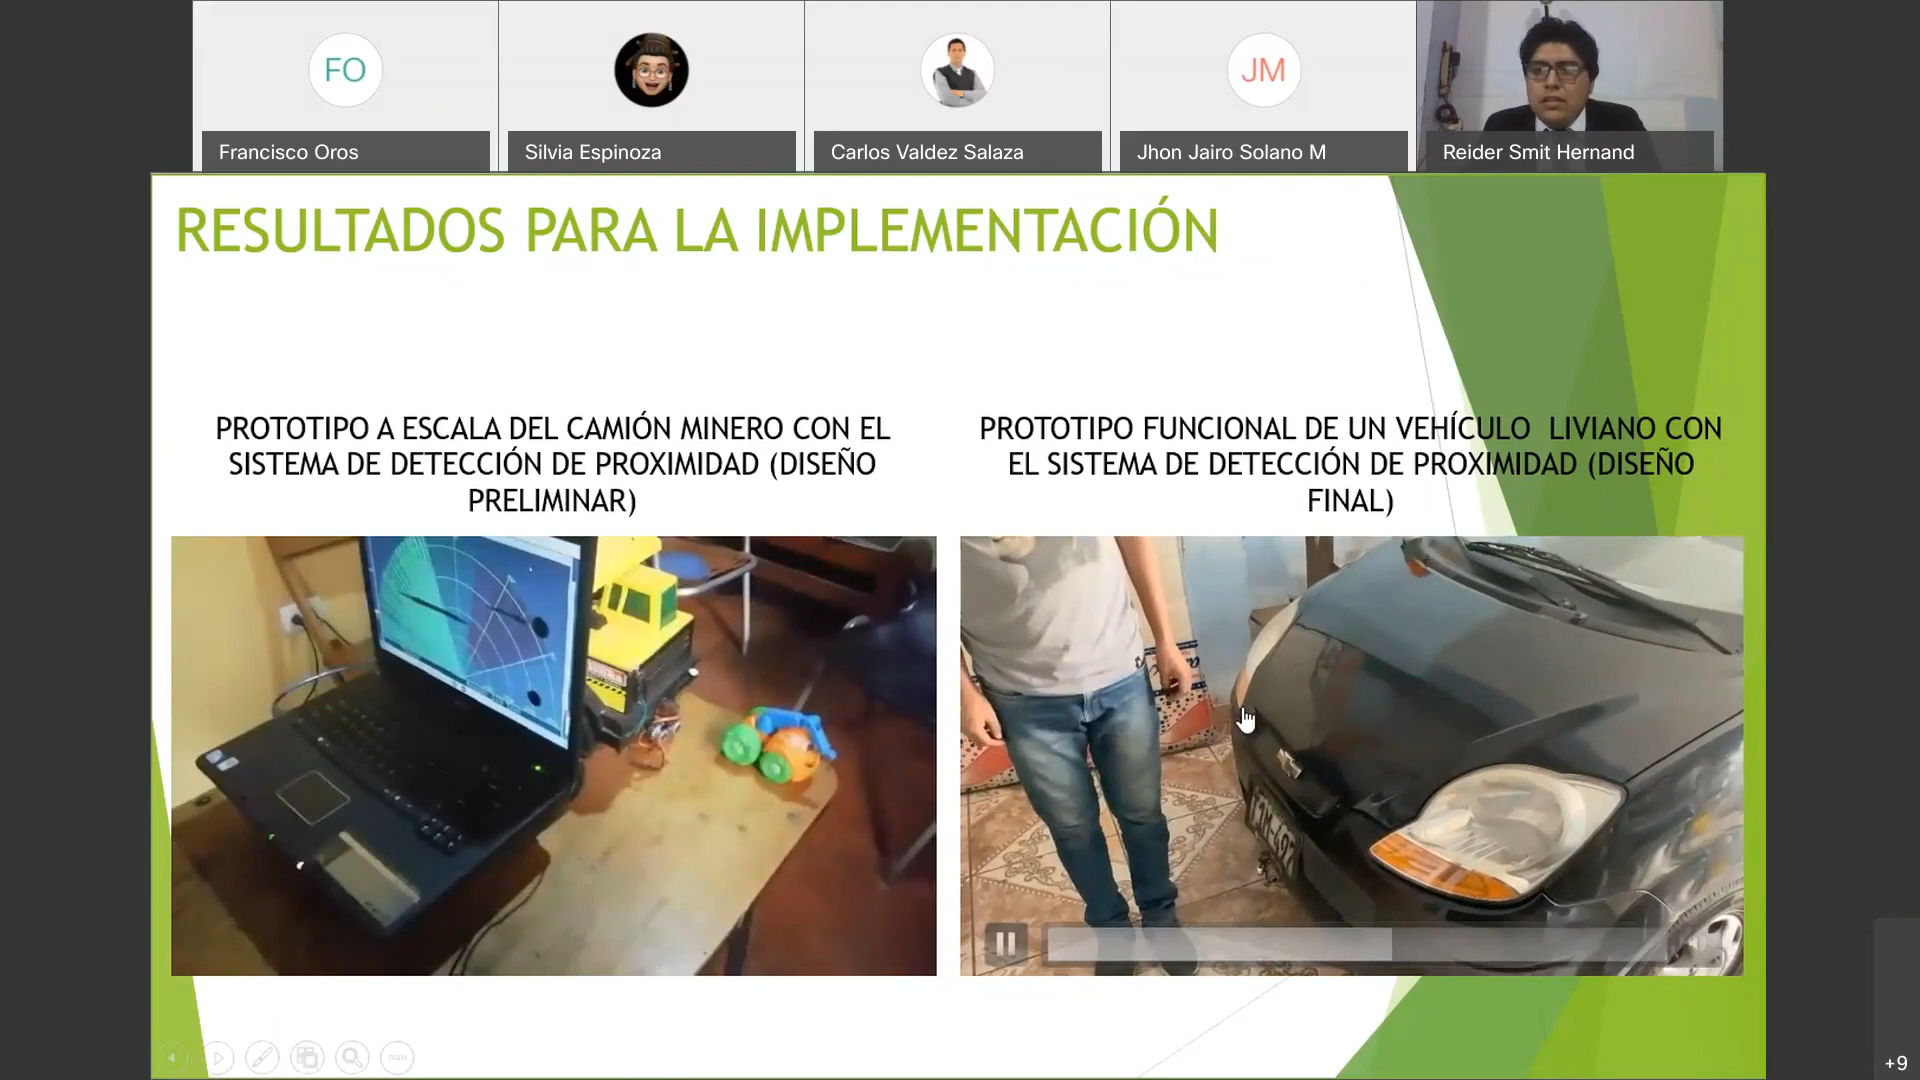 FO
JM
Francisco Oros
Silvia Espinoza
Carlos Valdez Salaza
Jhon Jairo Solano M
Reider Smit Hernand
RESULTADOS PARA LA IMPLEMENTACIÓN
PROTOTIPO A ESCALA DEL CAMIÓN MINERO CON EL
SISTEMA DE DETECCIÓN DE PROXIMIDAD (DISEÑO
PRELIMINAR)
PROTOTIPO FUNCIONAL DE UN VEHÍCULO LIVIANO CON
EL SISTEMA DE DETECCIÓN DE PROXIMIDAD (DISEÑO
FINAL)
+9